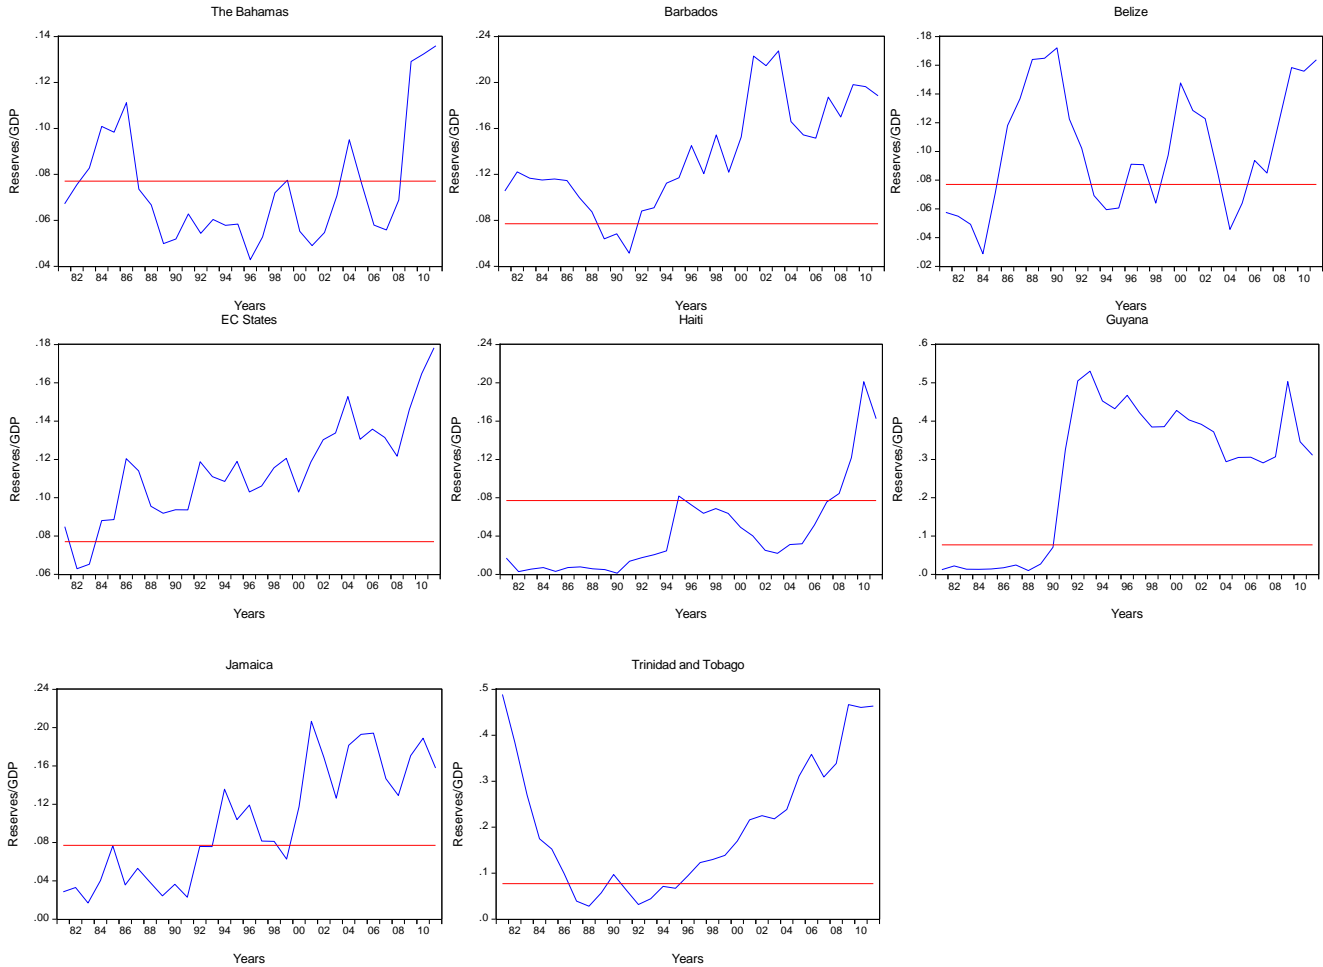 The Bahamas
.14
.12
.10
.08
.06
.04
Reserves/GDP
82 84 86 88 90 92 94 96 98 00 02 04 06 08 10
Years
Barbados
.24
.20
.16
.12
.08
.04
Reserves/GDP
82 84 86 88 90 92 94 96 98 00 02 04 06 08 10
Years
Belize
.18
.16
.14
.12
.10
.08
.06
.04
.02
Reserves/GDP
82 84 86 88 90 92 94 96 98 00 02 04 06 08 10
Years
EC States
.18
.16
.14
.12
.10
.08
.06
Reserves/GDP
82 84 86 88 90 92 94 96 98 00 02 04 06 08 10
Years
Haiti
.24
.20
.16
.12
.08
.04
.00
Reserves/GDP
82 84 86 88 90 92 94 96 98 00 02 04 06 08 10
Years
Guyana
.6
.5
.4
.3
.2
.1
.0
Reserves/GDP
82 84 86 88 90 92 94 96 98 00 02 04 06 08 10
Years
Jamaica
.24
.20
.16
.12
.08
.04
.00
Reserves/GDP
82 84 86 88 90 92 94 96 98 00 02 04 06 08 10
Years
Trinidad and Tobago
.5
.4
.3
.2
.1
.0
Reserves/GDP
82 84 86 88 90 92 94 96 98 00 02 04 06 08 10
Years